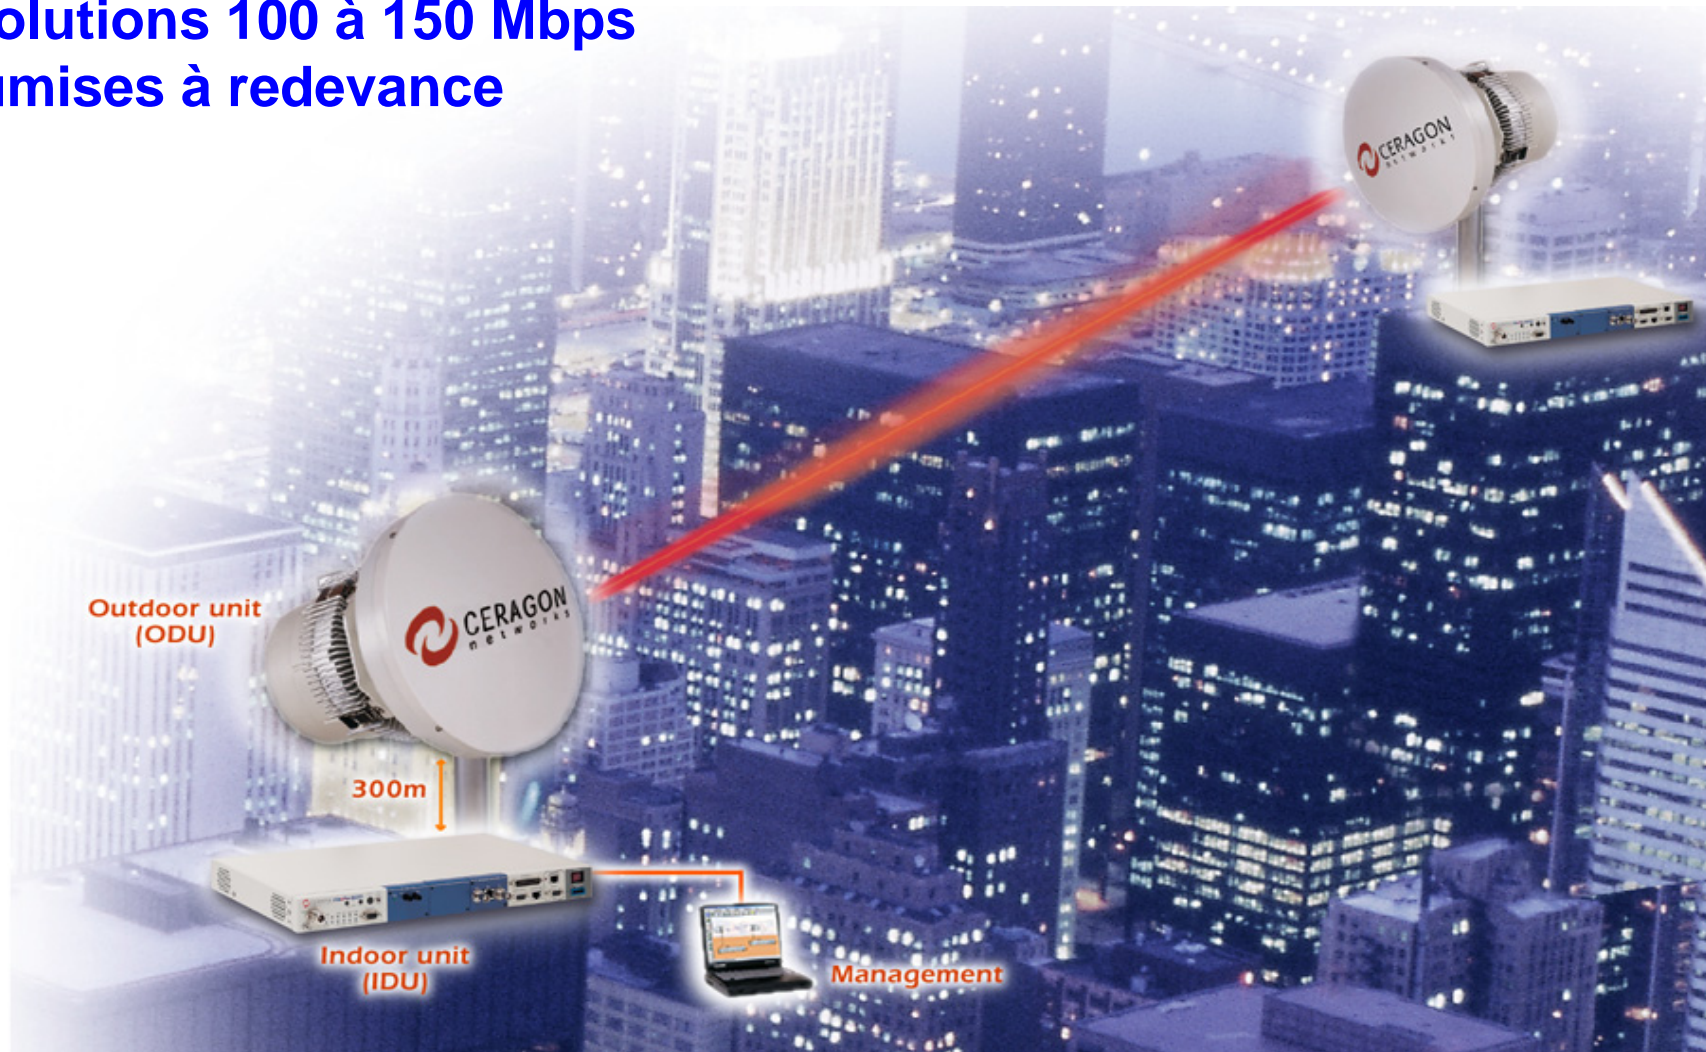 olutions 100 à 150 Mbps
umises à redevance
CERAGON
networks
Outdoor unit
(ODU)
CERAGON
networks
300m
Indoor unit
(IDU)
Management